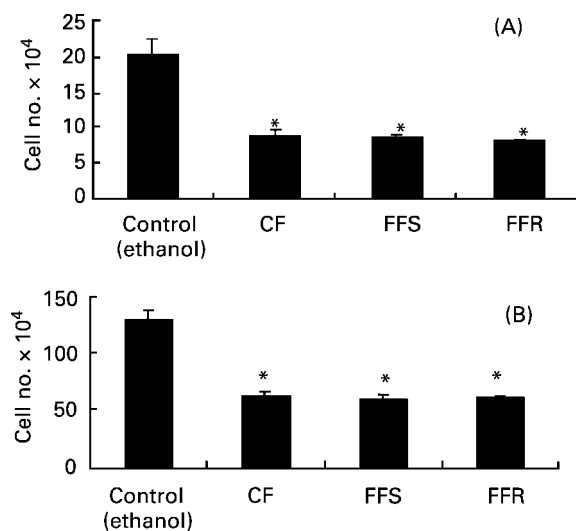 (A)
Cell no. × 10⁴
25
20
15
10
5
0
*
*
*
Control
(ethanol)
CF
FFS
FFR
(B)
Cell no. × 10⁴
150
100
50
0
*
*
*
Control
(ethanol)
CF
FFS
FFR